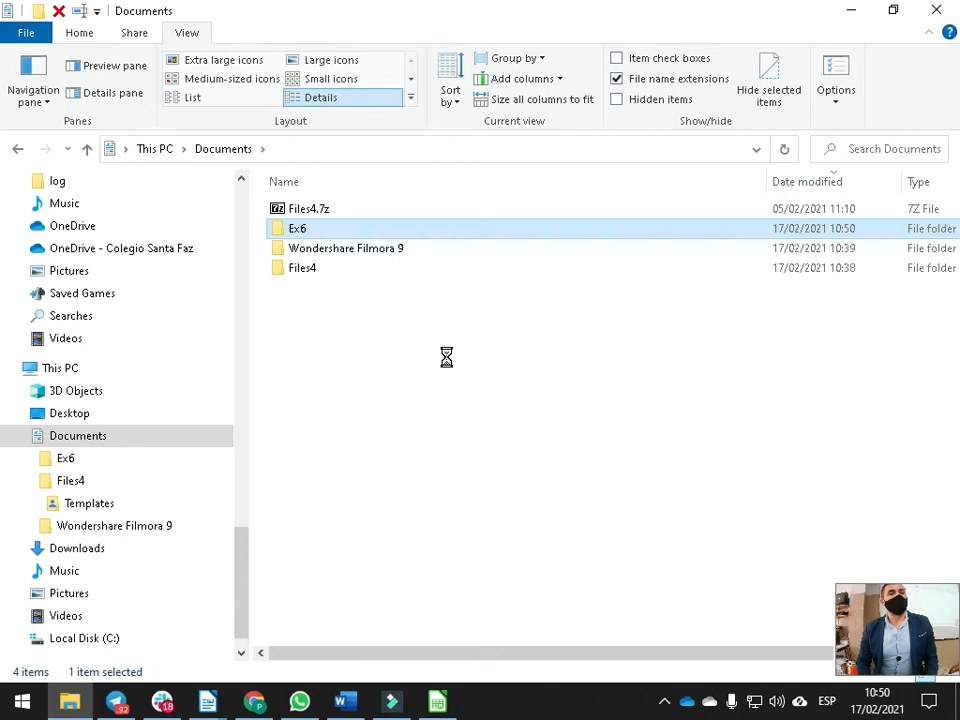 Documents
File
Home
Share
View
Navigation pane
Preview pane
Details pane
Panes
Extra large icons
Large icons
Medium-sized icons
Small icons
List
Details
Layout
Sort by
Group by
Add columns
Size all columns to fit
Current view
Item check boxes
File name extensions
Hidden items
Hide selected items
Show/hide
Options
This PC
Documents
Search Documents
log
Music
OneDrive
OneDrive - Colegio Santa Faz
Pictures
Saved Games
Searches
Videos
This PC
3D Objects
Desktop
Documents
Ex6
Files4
Templates
Wondershare Filmora 9
Downloads
Music
Pictures
Videos
Local Disk (C:)
Name Date modified Type
Files4.7z 05/02/2021 11:10 7Z File
Ex6 17/02/2021 10:50 File folder
Wondershare Filmora 9 17/02/2021 10:39 File folder
Files4 17/02/2021 10:38 File folder
4 items 1 item selected
92
18
ESP
10:50
17/02/2021